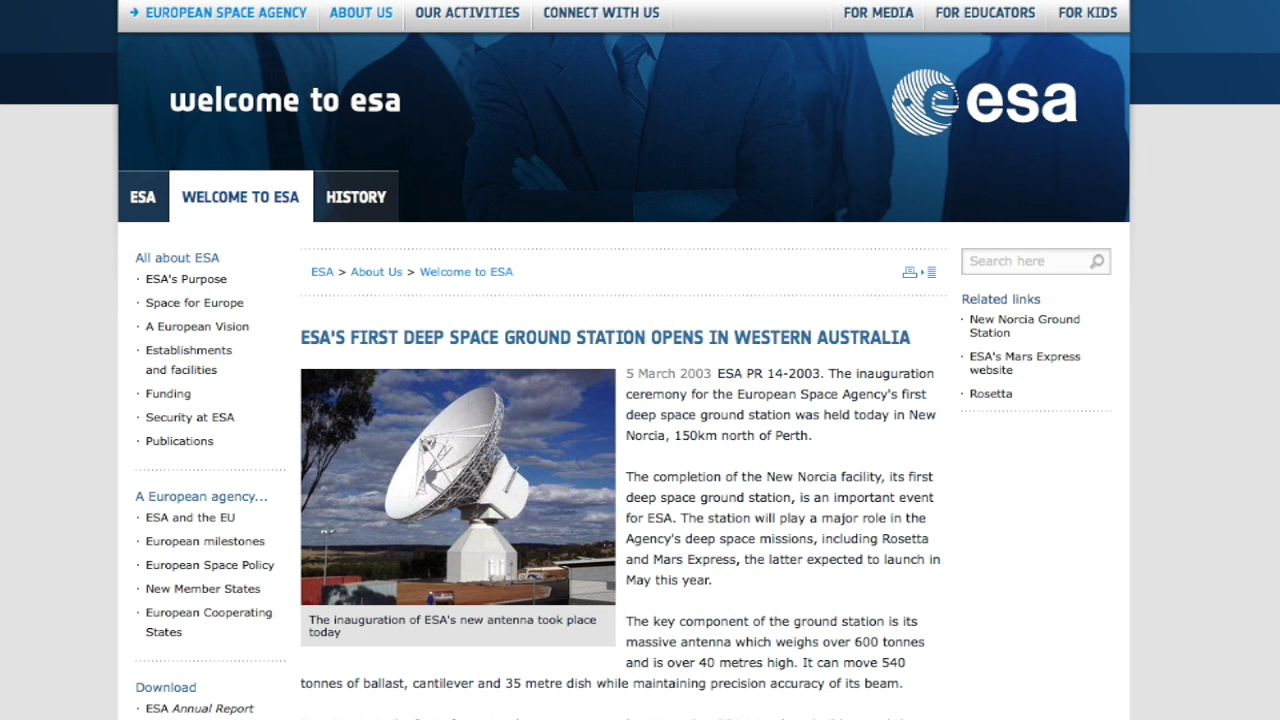 EUROPEAN SPACE AGENCY ABOUT US OUR ACTIVITIES CONNECT WITH US FOR MEDIA FOR EDUCATORS FOR KIDS
welcome to esa
esa
ESA WELCOME TO ESA HISTORY
All about ESA
· ESA's Purpose
· Space for Europe
· A European Vision
· Establishments
and facilities
· Funding
· Security at ESA
· Publications
A European agency...
· ESA and the EU
· European milestones
· European Space Policy
· New Member States
· European Cooperating
States
Download
· ESA Annual Report
ESA > About Us > Welcome to ESA
ESA'S FIRST DEEP SPACE GROUND STATION OPENS IN WESTERN AUSTRALIA
The inauguration of ESA's new antenna took place
today
5 March 2003 ESA PR 14-2003. The inauguration
ceremony for the European Space Agency's first
deep space ground station was held today in New
Norcia, 150km north of Perth.
The completion of the New Norcia facility, its first
deep space ground station, is an important event
for ESA. The station will play a major role in the
Agency's deep space missions, including Rosetta
and Mars Express, the latter expected to launch in
May this year.
The key component of the ground station is its
massive antenna which weighs over 600 tonnes
and is over 40 metres high. It can move 540
tonnes of ballast, cantilever and 35 metre dish while maintaining precision accuracy of its beam.
Search here
Related links
· New Norcia Ground
Station
· ESA's Mars Express
website
· Rosetta